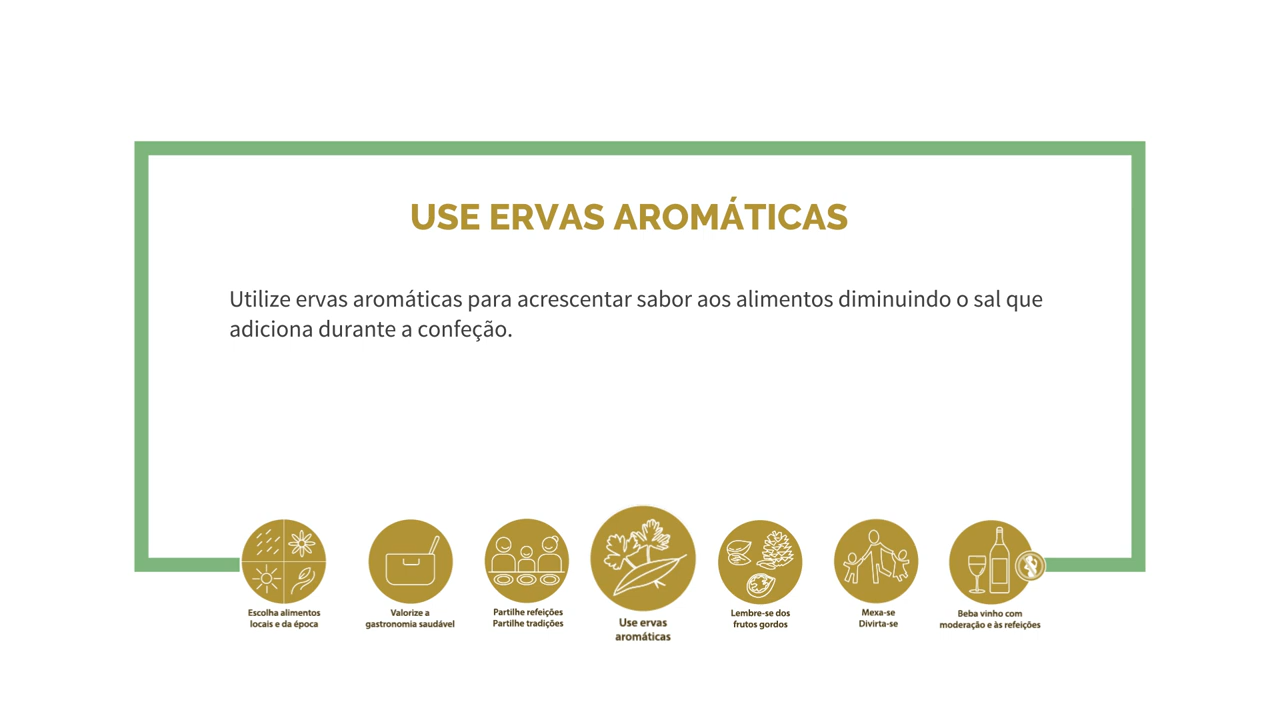 USE ERVAS AROMÁTICAS
Utilize ervas aromáticas para acrescentar sabor aos alimentos diminuindo o sal que
adiciona durante a confeção.
Escolha alimentos
locais e da época
Valorize a
gastronomia saudável
Partilhe refeições
Partilhe tradições
Use ervas
aromáticas
Lembre-se dos
frutos gordos
Mexa-se
Divirta-se
Beba vinho com
moderação e às refeições